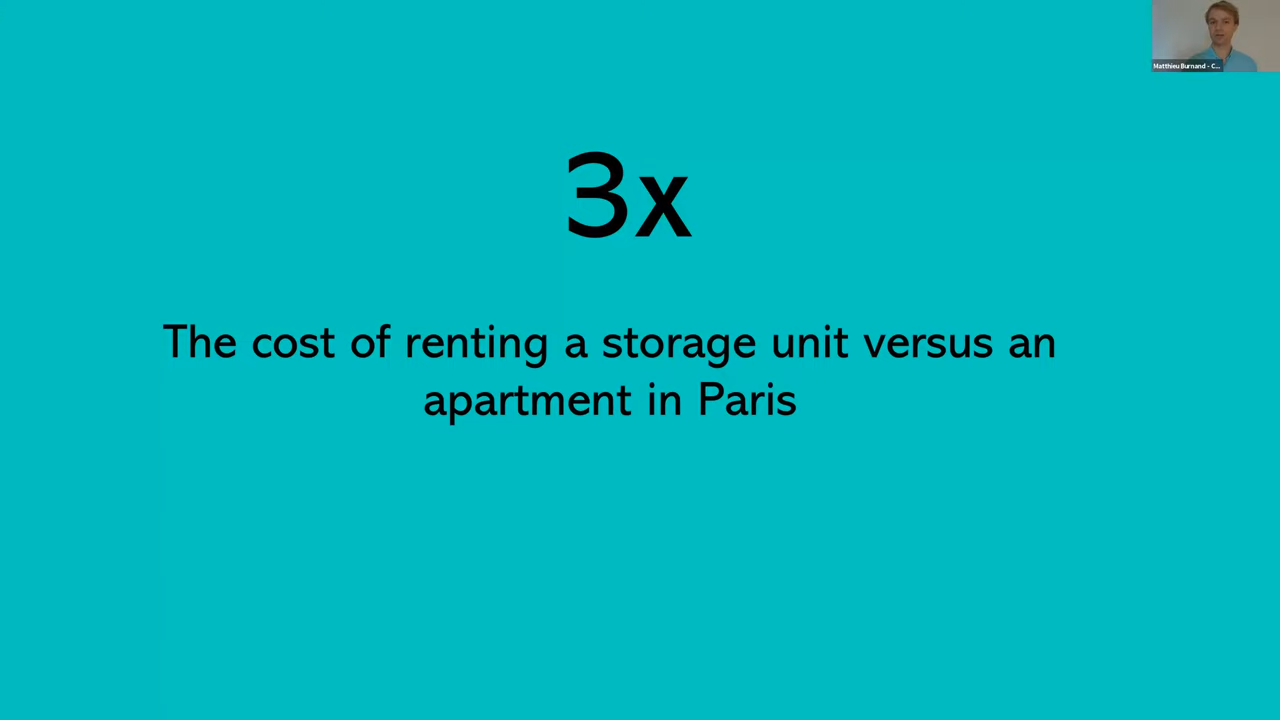 Matthieu Burnand - C...
3x
The cost of renting a storage unit versus an
apartment in Paris